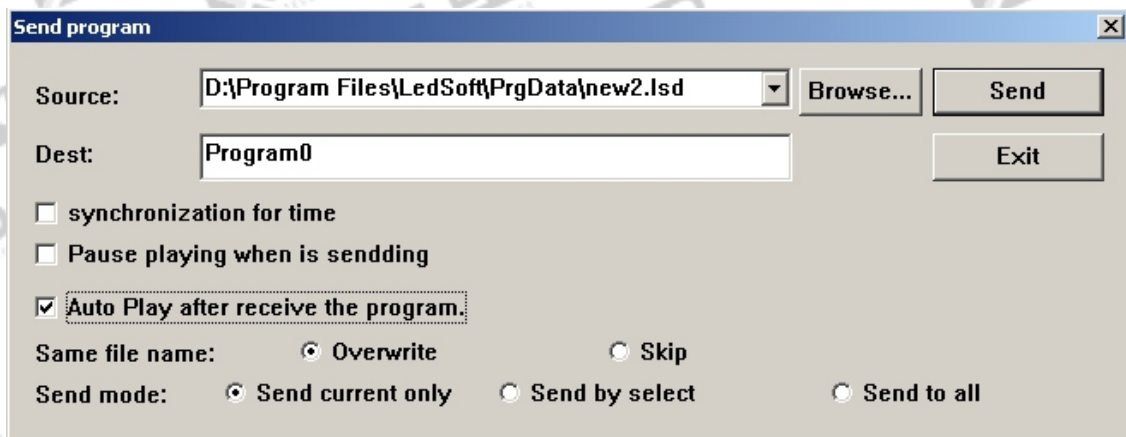 Send program
Source: D:\Program Files\LedSoft\PrgData\new2.lsd Browse... Send
Dest: Program0 Exit
synchronization for time
Pause playing when is sendding
Auto Play after receive the program.
Same file name: Overwrite Skip
Send mode: Send current only Send by select Send to all